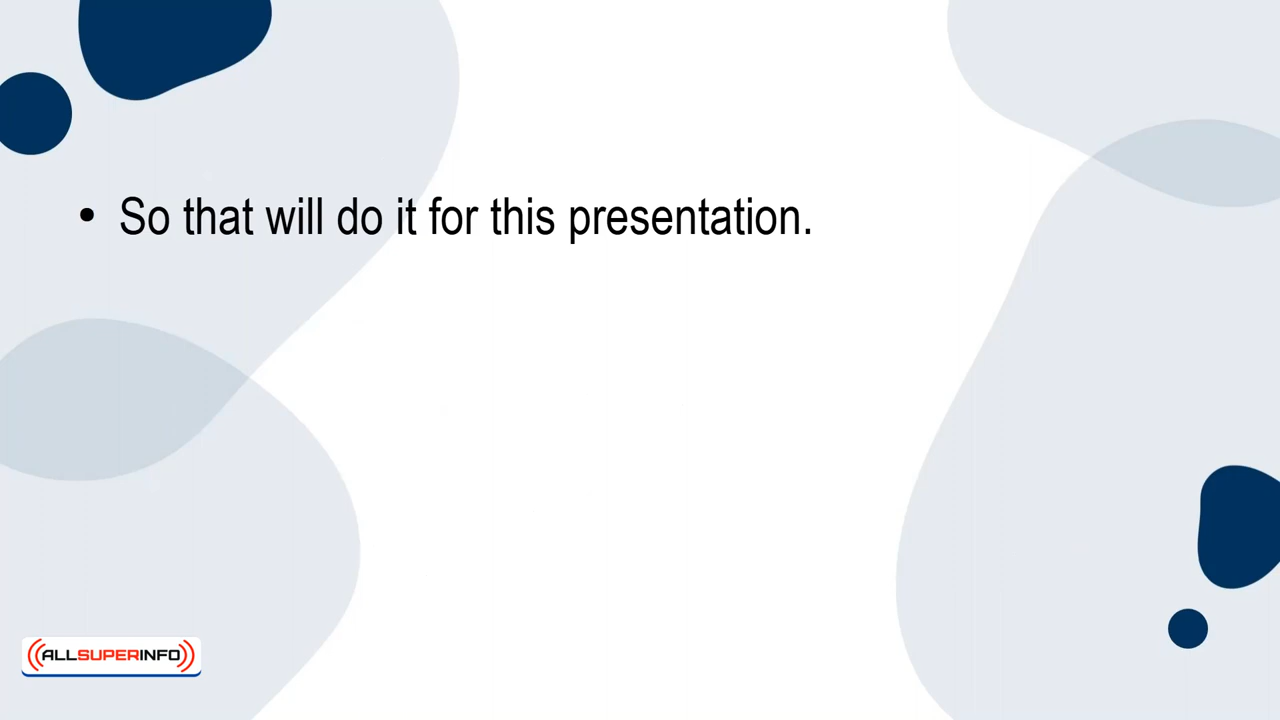 • So that will do it for this presentation.
((ALLSUPERINFO))